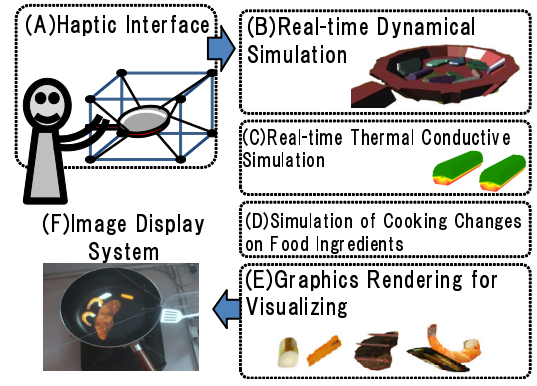 (A)Haptic Interface
(B)Real-time Dynamical
Simulation
(C)Real-time Thermal Conductive
Simulation
(D)Simulation of Cooking Changes
on Food Ingredients
(E)Graphics Rendering for
Visualizing
(F)Image Display
System